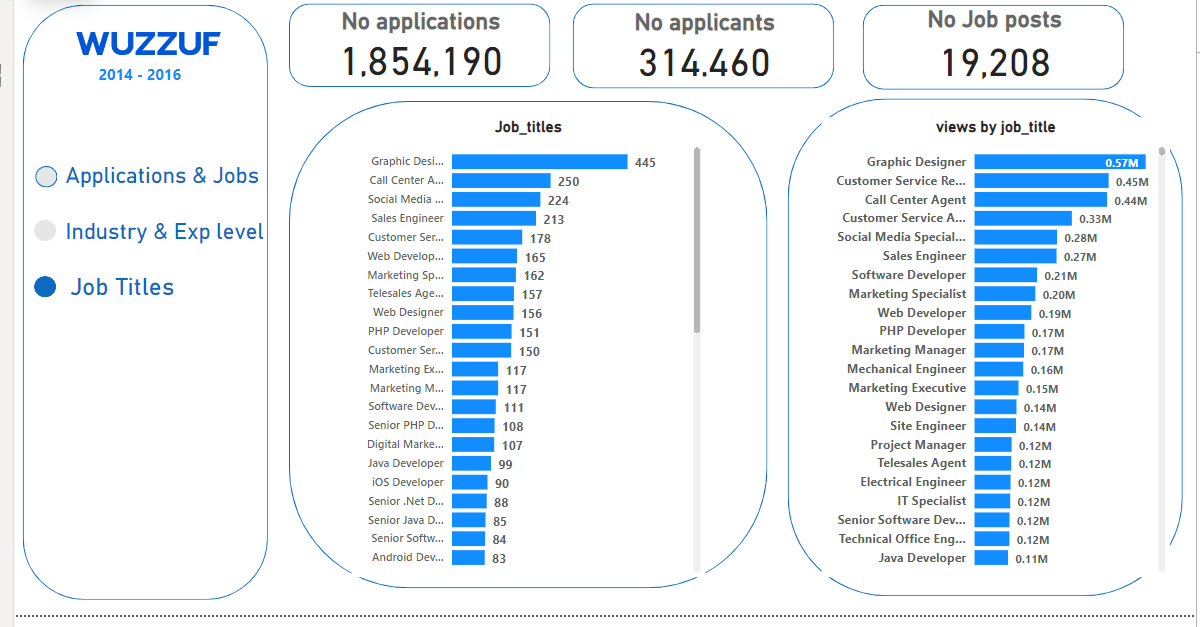 WUZZUF
2014 - 2016
Applications & Jobs
Industry & Exp level
Job Titles
No applications
1,854,190
No applicants
314,460
No Job posts
19,208
Job_titles
Graphic Desi... 445
Call Center A... 250
Social Media ... 224
Sales Engineer 213
Customer Ser... 178
Web Develop... 165
Marketing Sp... 162
Telesales Age... 157
Web Designer 156
PHP Developer 151
Customer Ser... 150
Marketing Ex... 117
Marketing M... 117
Software Dev... 111
Senior PHP D... 108
Digital Marke... 107
Java Developer 99
iOS Developer 90
Senior .Net D... 88
Senior Java D... 85
Senior Softw... 84
Android Dev... 83
views by job_title
Graphic Designer 0.57M
Customer Service Re... 0.45M
Call Center Agent 0.44M
Customer Service A... 0.33M
Social Media Special... 0.28M
Sales Engineer 0.27M
Software Developer 0.21M
Marketing Specialist 0.20M
Web Developer 0.19M
PHP Developer 0.17M
Marketing Manager 0.17M
Mechanical Engineer 0.16M
Marketing Executive 0.15M
Web Designer 0.14M
Site Engineer 0.14M
Project Manager 0.12M
Telesales Agent 0.12M
Electrical Engineer 0.12M
IT Specialist 0.12M
Senior Software Dev... 0.12M
Technical Office Eng... 0.12M
Java Developer 0.11M